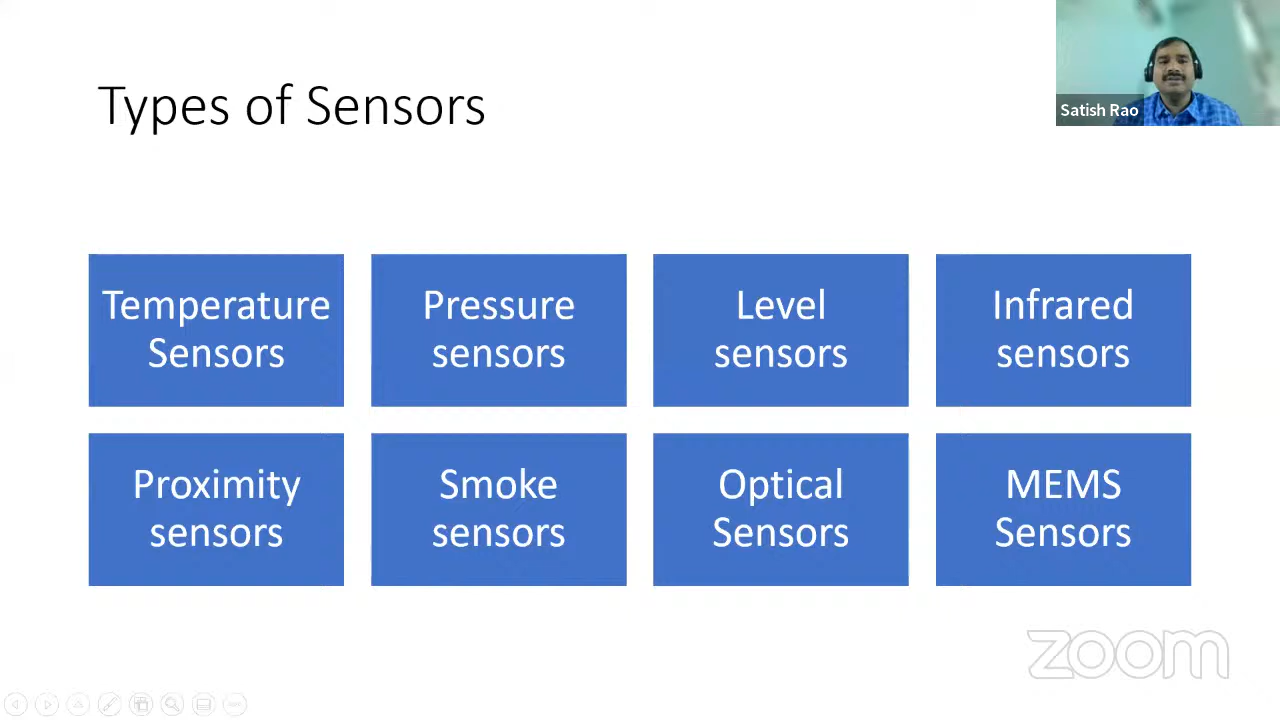 Types of Sensors
Satish Rao
Temperature
Sensors
Pressure
sensors
Level
sensors
Infrared
sensors
Proximity
sensors
Smoke
sensors
Optical
Sensors
MEMS
Sensors
zoom